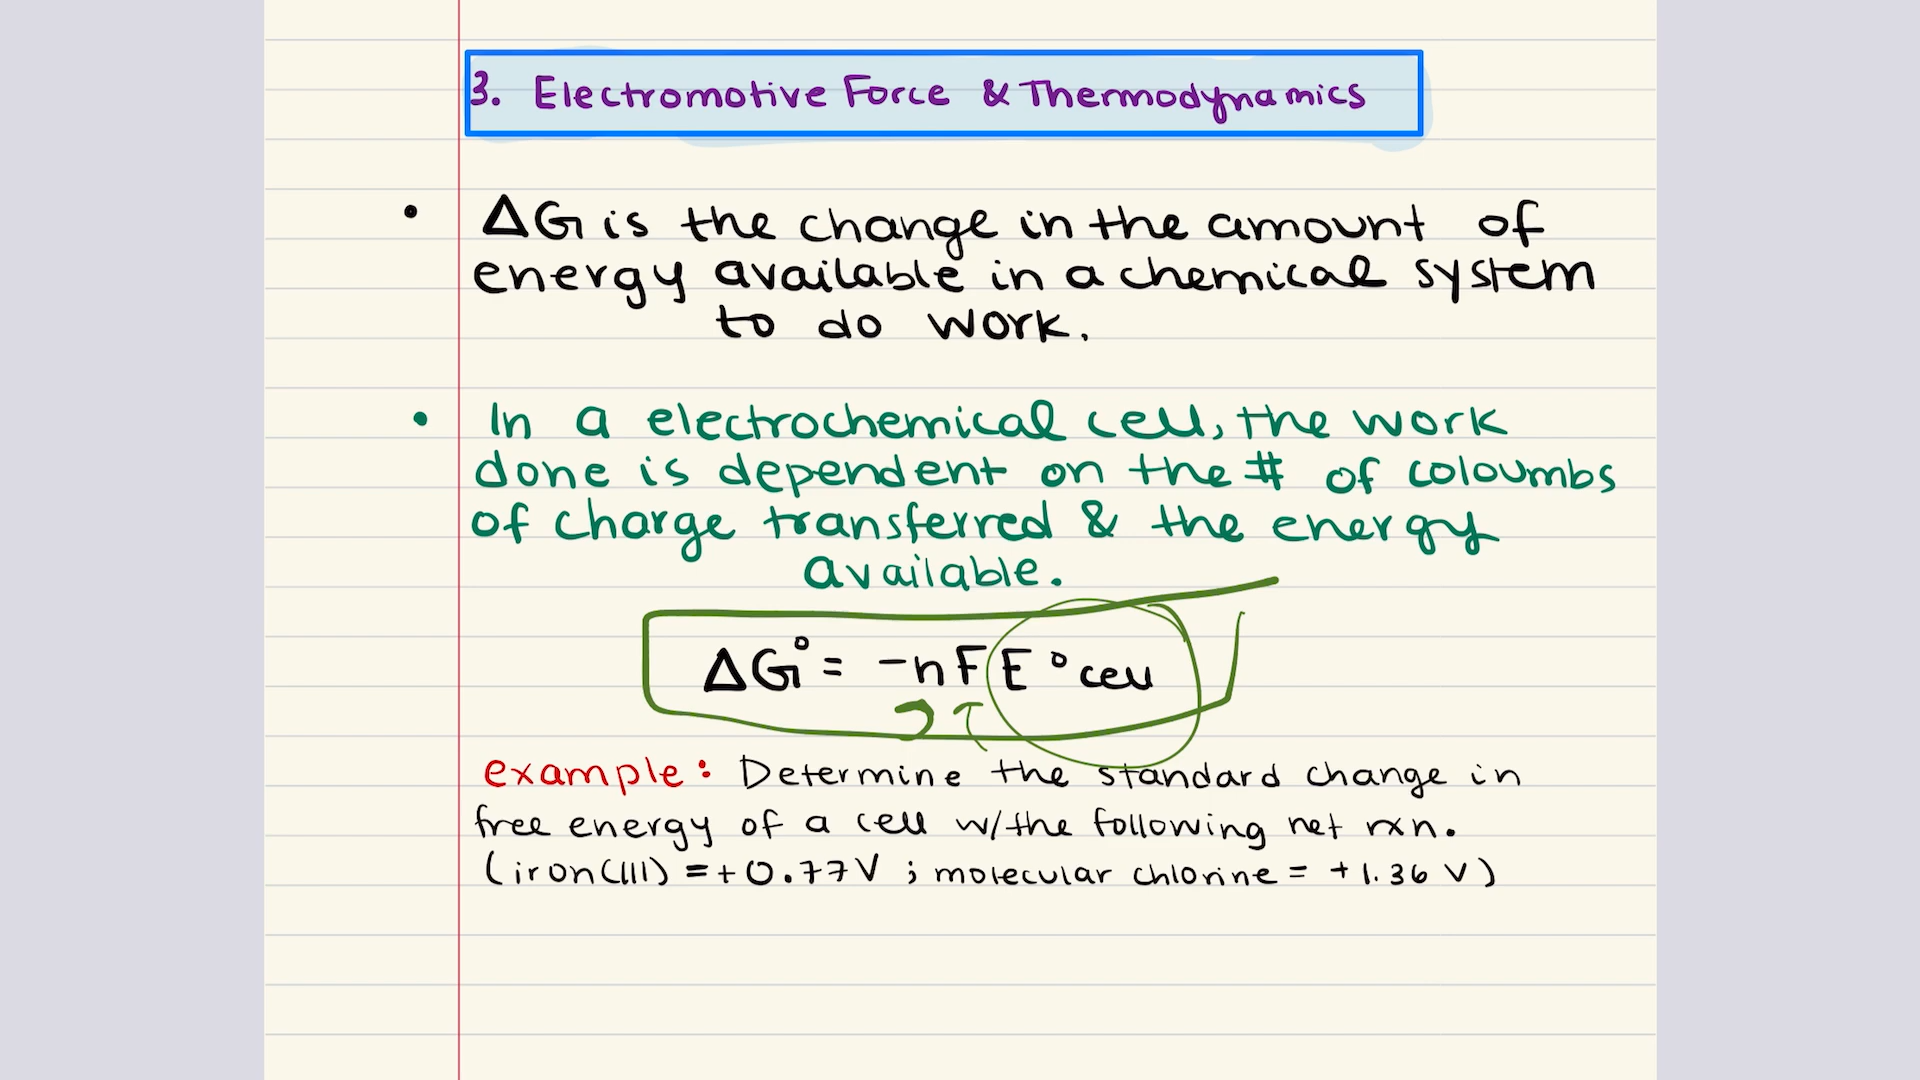 3. Electromotive Force & Thermodynamics
• ΔG is the change in the amount of
energy available in a chemical system
to do work.
• In a electrochemical cell, the work
done is dependent on the # of coloumbs
of charge transferred & the energy
available.
ΔG° = -nFE°cell
example: Determine the standard change in
free energy of a cell w/the following net rxn.
(iron(III) = +0.77V ; molecular chlorine = +1.36 V)